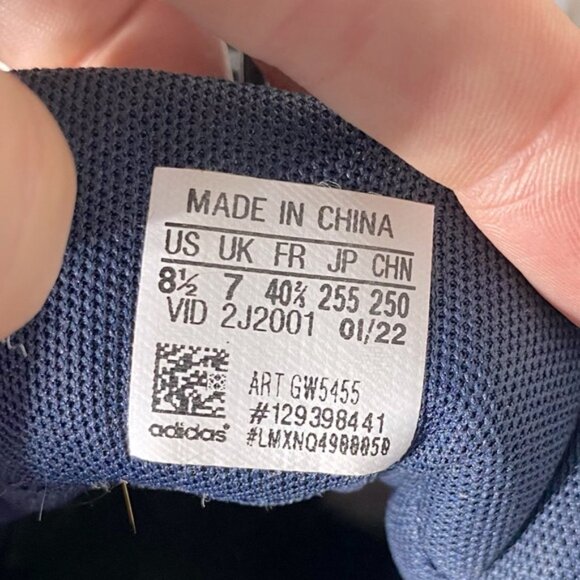 MADE IN CHINA
US UK FR JP CHN
8½ 7 40⅔ 255 250
VID 2J2001 01/22
ART GW5455
#129398441
adidas